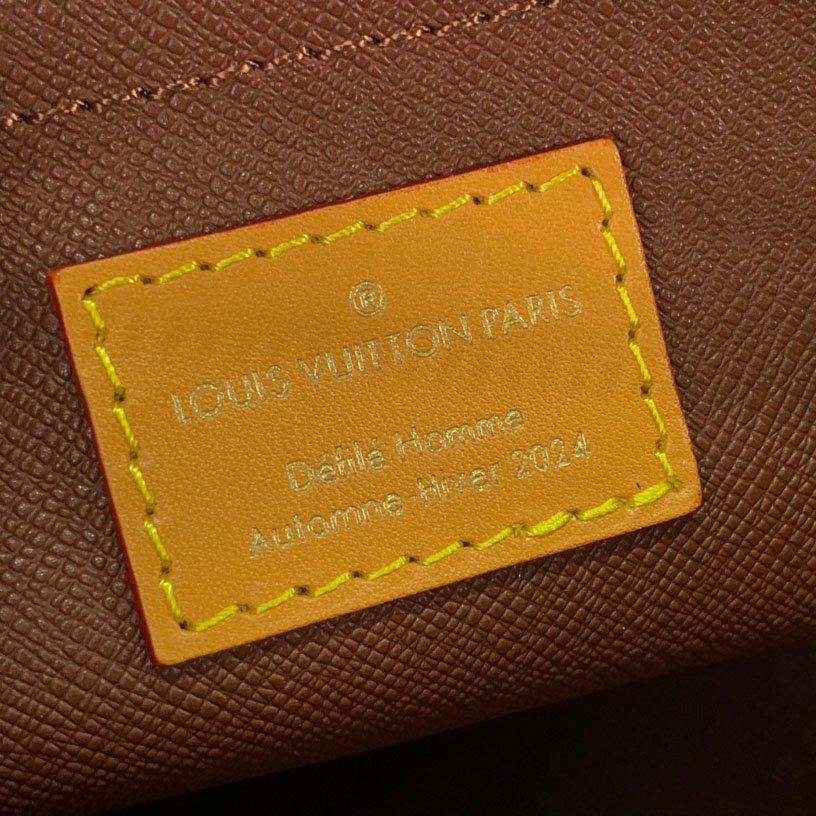 ®
LOUIS VUITTON PARIS
Défilé Homme
Automne-Hiver 2024